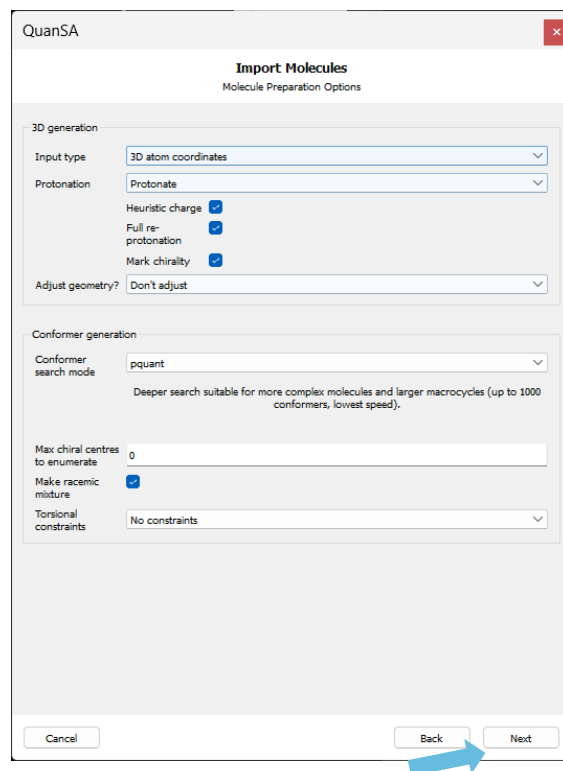 QuanSA
Import Molecules
Molecule Preparation Options
3D generation
Input type
3D atom coordinates
Protonation
Protonate
Heuristic charge
Full re-
protonation
Mark chirality
Adjust geometry?
Don't adjust
Conformer generation
Conformer
search mode
pquant
Deeper search suitable for more complex molecules and larger macrocycles (up to 1000
conformers, lowest speed).
Max chiral centres
to enumerate
0
Make racemic
mixture
Torsional
constraints
No constraints
Cancel
Back
Next